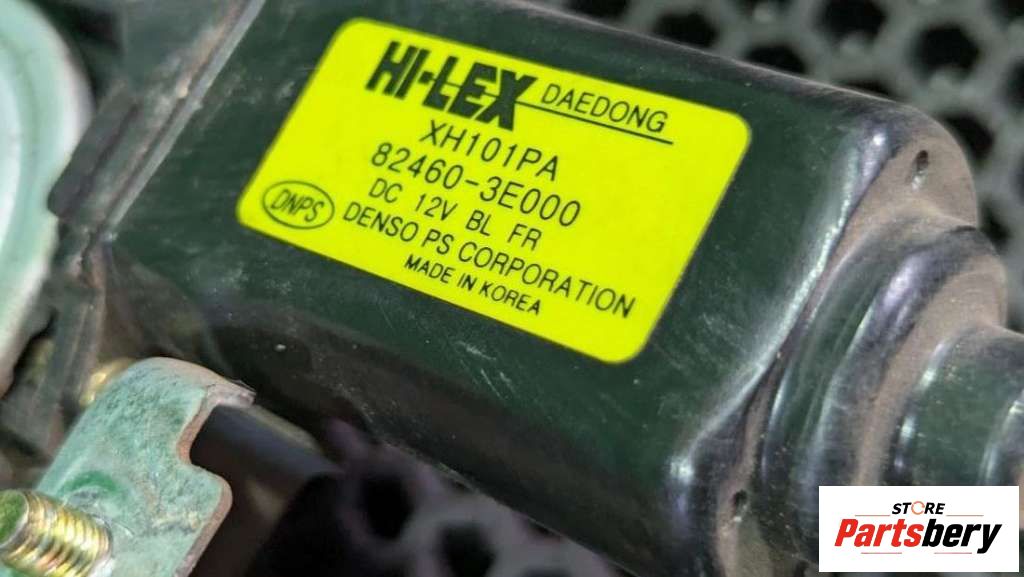 HI-LEX DAEDONG
XH101PA
82460-3E000
DC 12V BL FR
DNPS DENSO PS CORPORATION
MADE IN KOREA
STORE
Partsbery